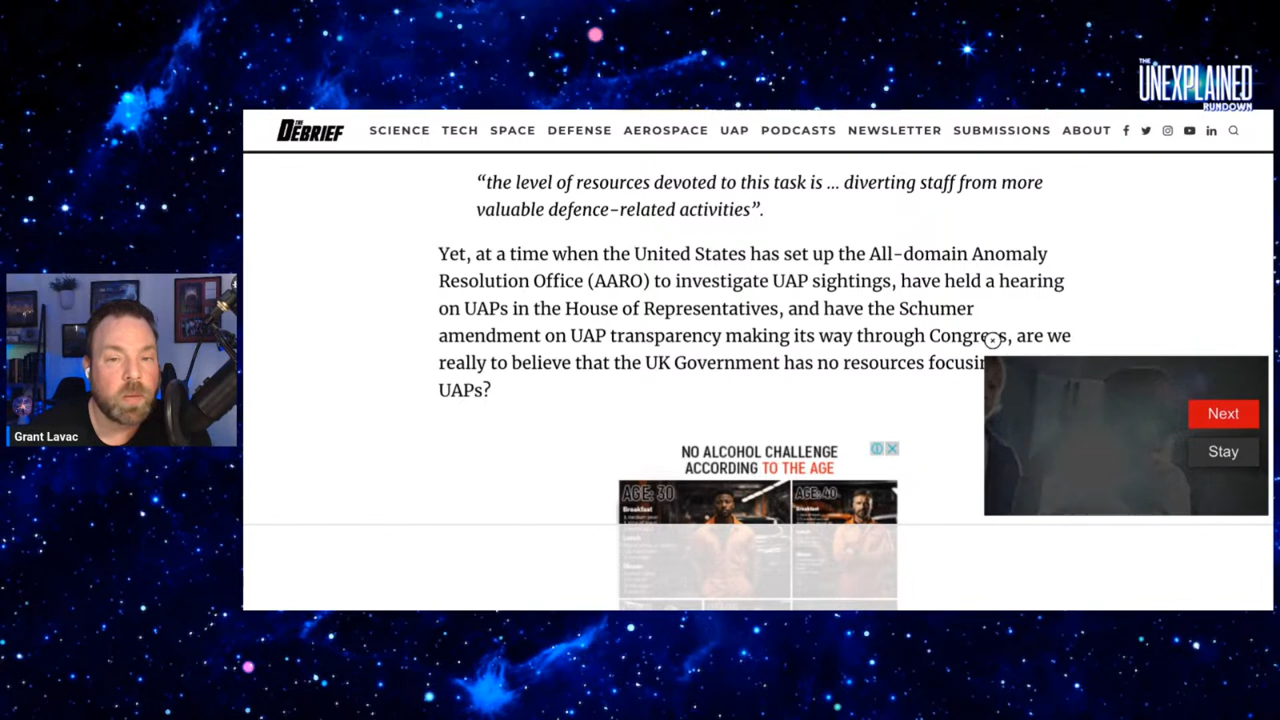 THE
UNEXPLAINED
RUNDOWN
THE
DEBRIEF
SCIENCE TECH SPACE DEFENSE AEROSPACE UAP PODCASTS NEWSLETTER SUBMISSIONS ABOUT
“the level of resources devoted to this task is ... diverting staff from more
valuable defence-related activities”.
Yet, at a time when the United States has set up the All-domain Anomaly
Resolution Office (AARO) to investigate UAP sightings, have held a hearing
on UAPs in the House of Representatives, and have the Schumer
amendment on UAP transparency making its way through Congress, are we
really to believe that the UK Government has no resources
UAPs?
Next
Stay
Grant Lavac
NO ALCOHOL CHALLENGE
ACCORDING TO THE AGE
AGE: 30
AGE: 40
Breakfast